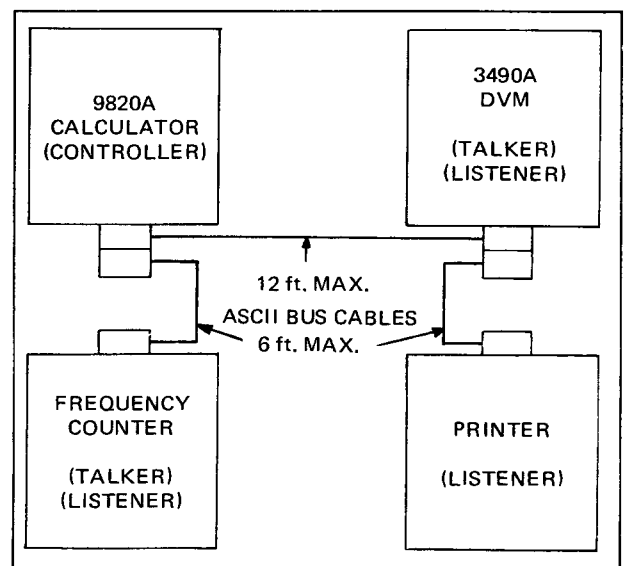 9820A
CALCULATOR
(CONTROLLER)
3490A
DVM
(TALKER)
(LISTENER)
12 ft. MAX.
ASCII BUS CABLES
6 ft. MAX.
FREQUENCY
COUNTER
(TALKER)
(LISTENER)
PRINTER
(LISTENER)